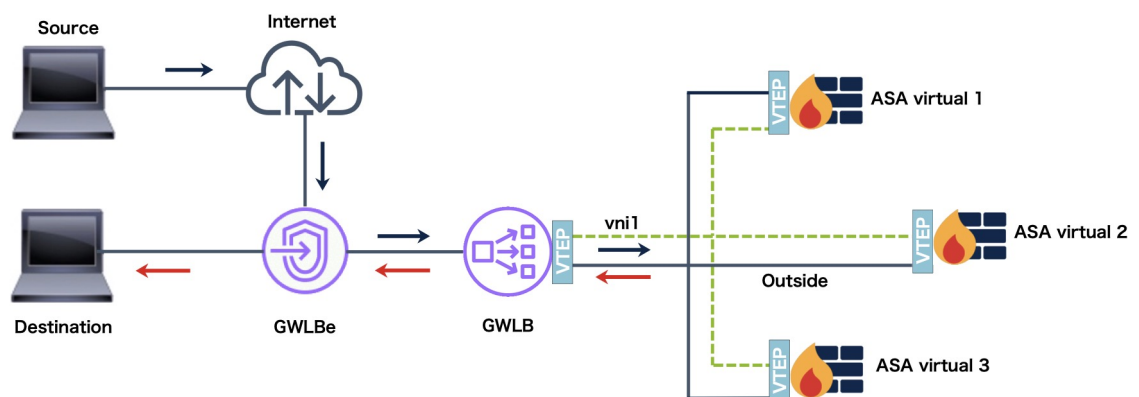 Source
Internet
VTEP
ASA virtual 1
vni1
VTEP
VTEP
ASA virtual 2
Outside
Destination
GWLBe
GWLB
VTEP
ASA virtual 3